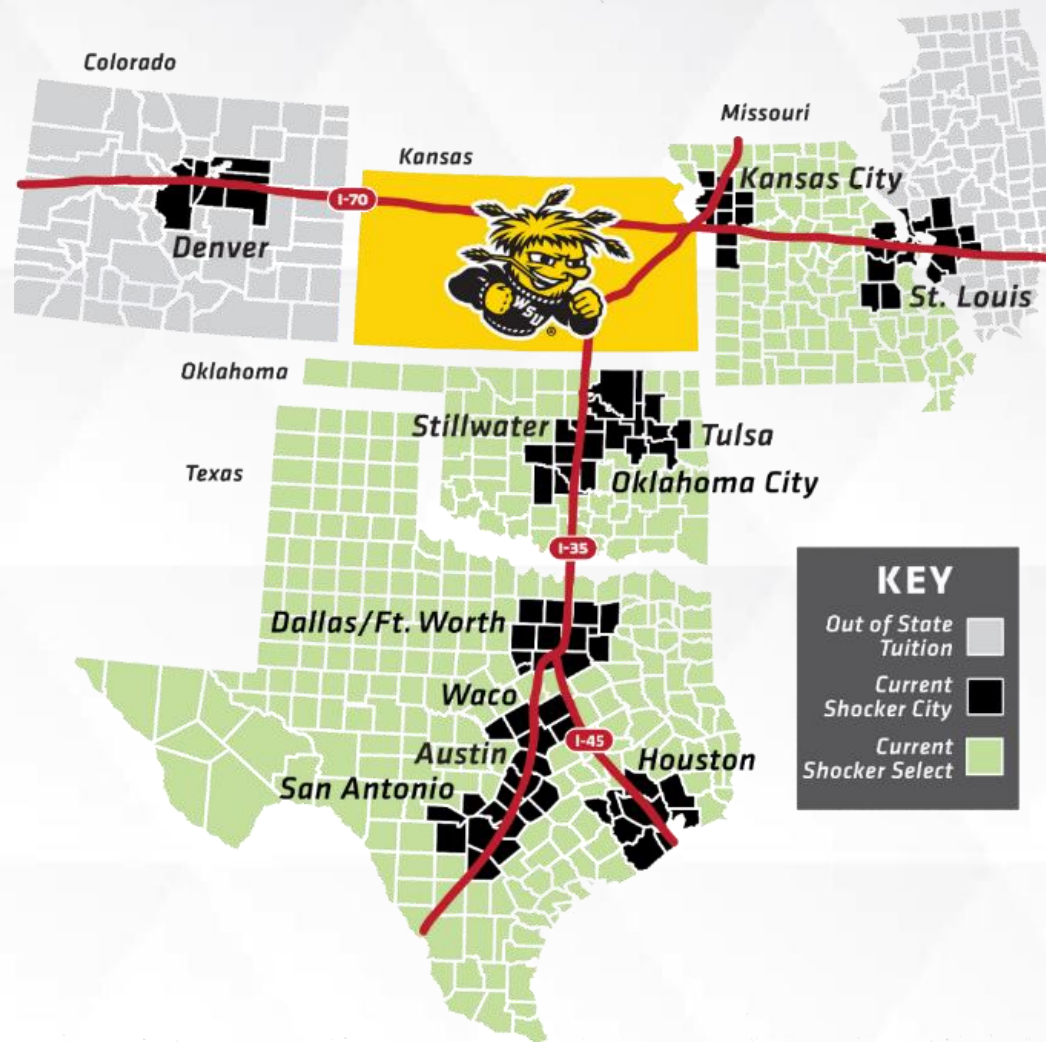 Colorado
Missouri
Kansas
Kansas City
I-70
Denver
WSU
®
St. Louis
Oklahoma
Stillwater
Tulsa
Texas
Oklahoma City
I-35
KEY
Out of State
Tuition
Current
Shocker City
Current
Shocker Select
Dallas/Ft. Worth
Waco
I-45
Austin
Houston
San Antonio